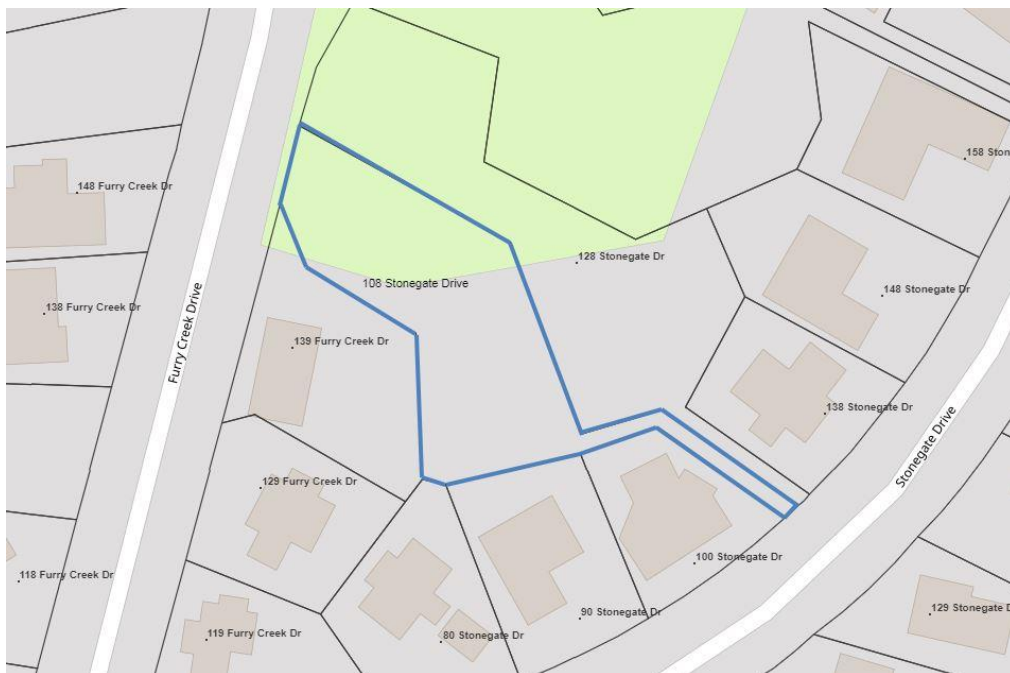 158 Ston
148 Furry Creek Dr
128 Stonegate Dr
108 Stonegate Drive
148 Stonegate Dr
138 Furry Creek Dr
139 Furry Creek Dr
Furry Creek Drive
138 Stonegate Dr
Stonegate Drive
129 Furry Creek Dr
100 Stonegate Dr
118 Furry Creek Dr
90 Stonegate Dr
129 Stonegate D
119 Furry Creek Dr
80 Stonegate Dr